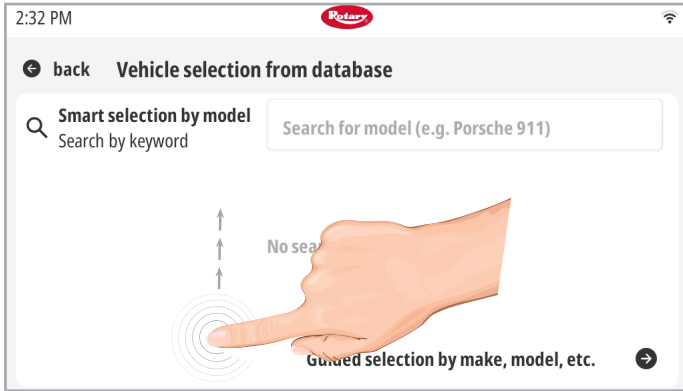 2:32 PM
Rotary
back Vehicle selection from database
Smart selection by model
Search by keyword
Search for model (e.g. Porsche 911)
No
Guided selection by make, model, etc.